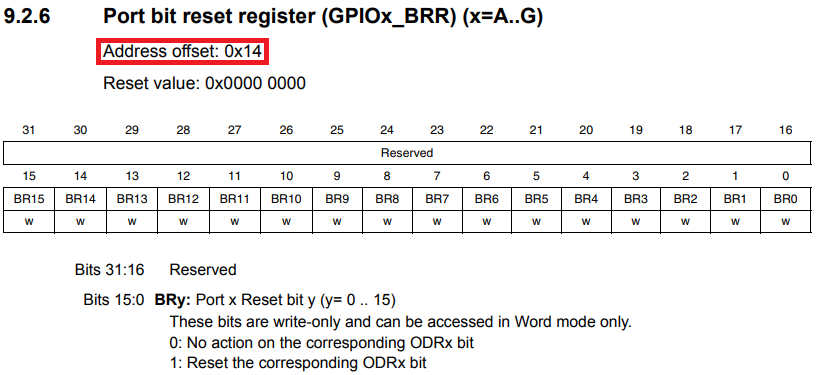 9.2.6 Port bit reset register (GPIOx_BRR) (x=A..G)
Address offset: 0x14
Reset value: 0x0000 0000
31 30 29 28 27 26 25 24 23 22 21 20 19 18 17 16
Reserved
15 14 13 12 11 10 9 8 7 6 5 4 3 2 1 0
BR15 BR14 BR13 BR12 BR11 BR10 BR9 BR8 BR7 BR6 BR5 BR4 BR3 BR2 BR1 BR0
w w w w w w w w w w w w w w w w
Bits 31:16 Reserved
Bits 15:0 BRy: Port x Reset bit y (y= 0 .. 15)
These bits are write-only and can be accessed in Word mode only.
0: No action on the corresponding ODRx bit
1: Reset the corresponding ODRx bit